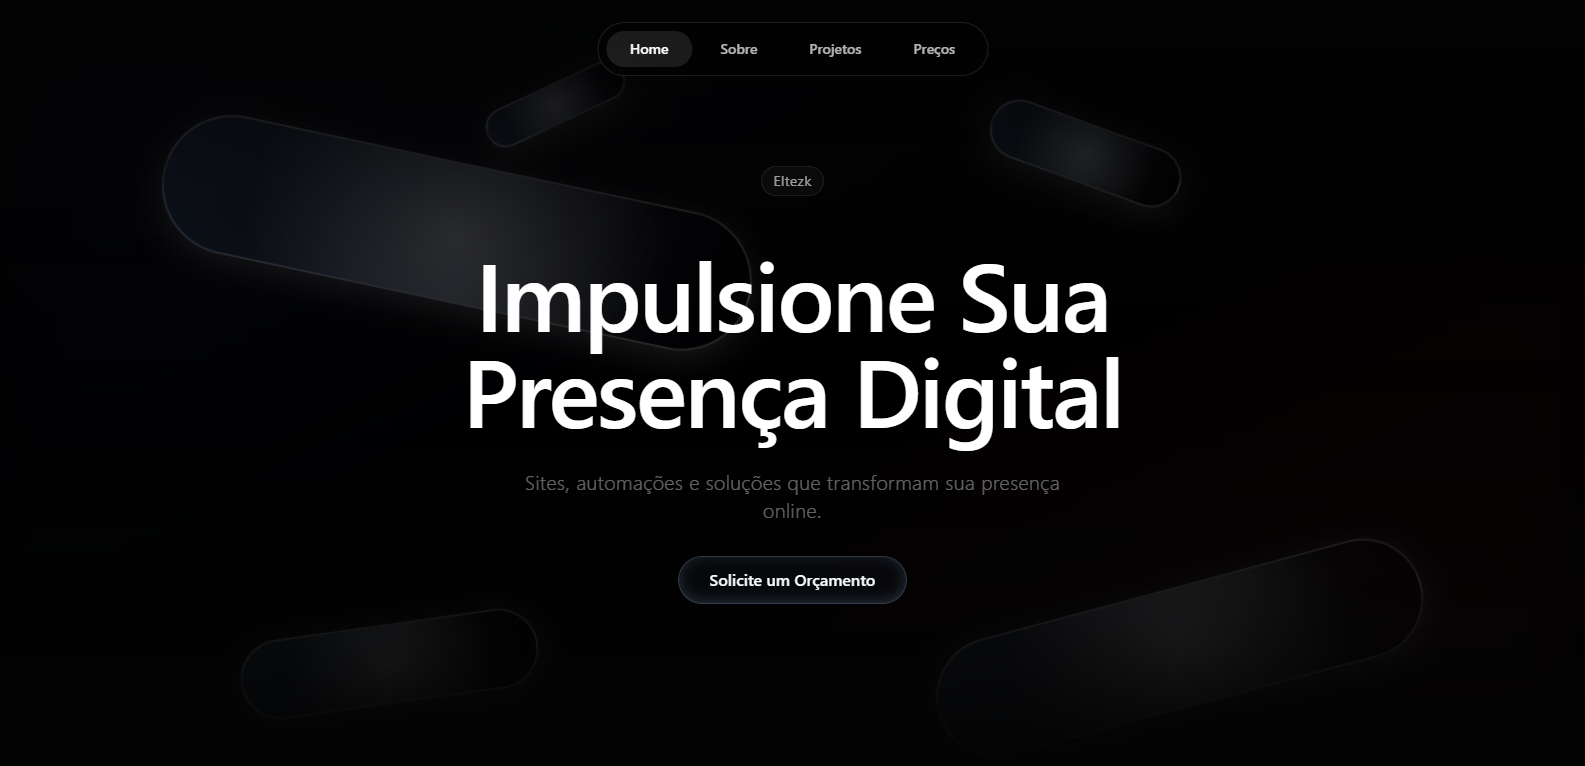 Home Sobre Projetos Preços
Eltezk
Impulsione Sua
Presença Digital
Sites, automações e soluções que transformam sua presença
online.
Solicite um Orçamento